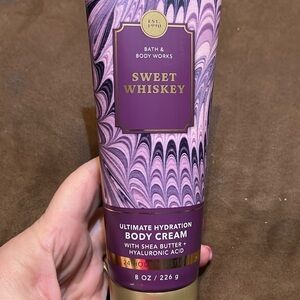 EST.
1990
BATH &
BODY WORKS
SWEET
WHISKEY
ULTIMATE HYDRATION
BODY CREAM
WITH SHEA BUTTER +
HYALURONIC ACID
8 OZ / 226 g